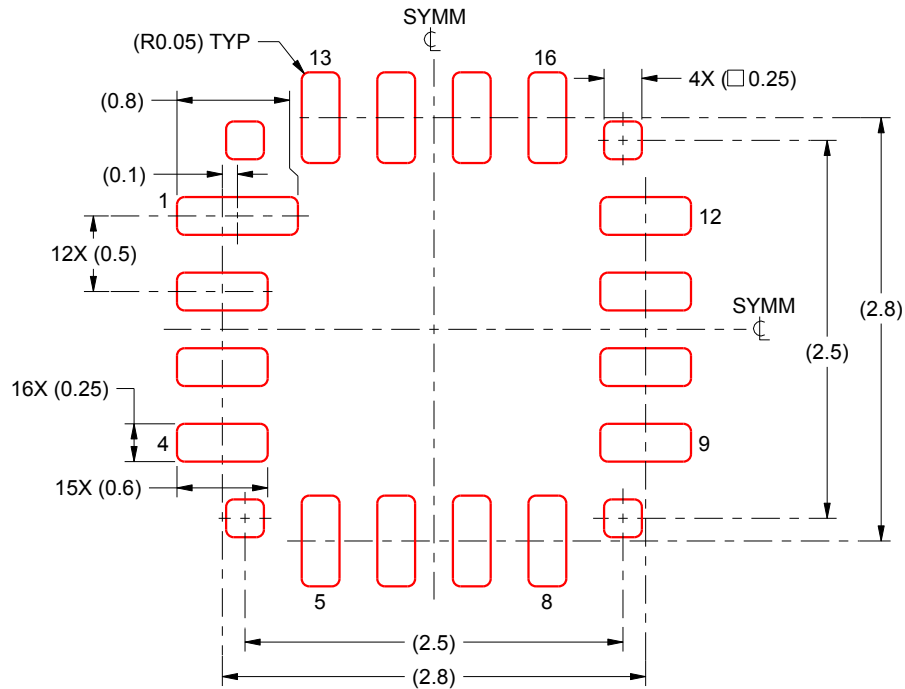 SYMM
℄
(R0.05) TYP
13
16
4X (□ 0.25)
(0.8)
(0.1)
1
12
12X (0.5)
SYMM
℄
(2.8)
(2.5)
16X (0.25)
4
9
15X (0.6)
5
8
(2.5)
(2.8)